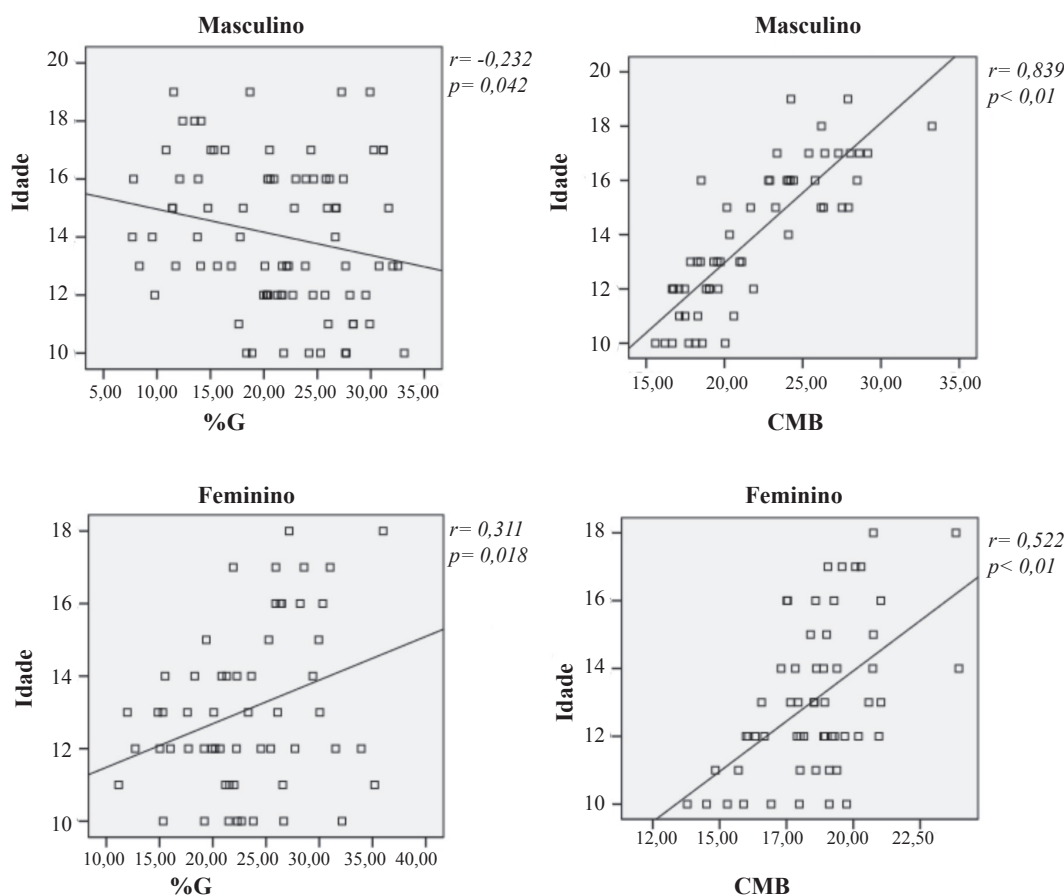 Masculino
r= -0,232
p= 0,042
Idade
20
18
16
14
12
10
5,00 10,00 15,00 20,00 25,00 30,00 35,00
%G
Masculino
r= 0,839
p< 0,01
Idade
20
18
16
14
12
10
15,00 20,00 25,00 30,00 35,00
CMB
Feminino
r= 0,311
p= 0,018
Idade
18
16
14
12
10
10,00 15,00 20,00 25,00 30,00 35,00 40,00
%G
Feminino
r= 0,522
p< 0,01
Idade
18
16
14
12
10
12,00 15,00 17,00 20,00 22,50
CMB